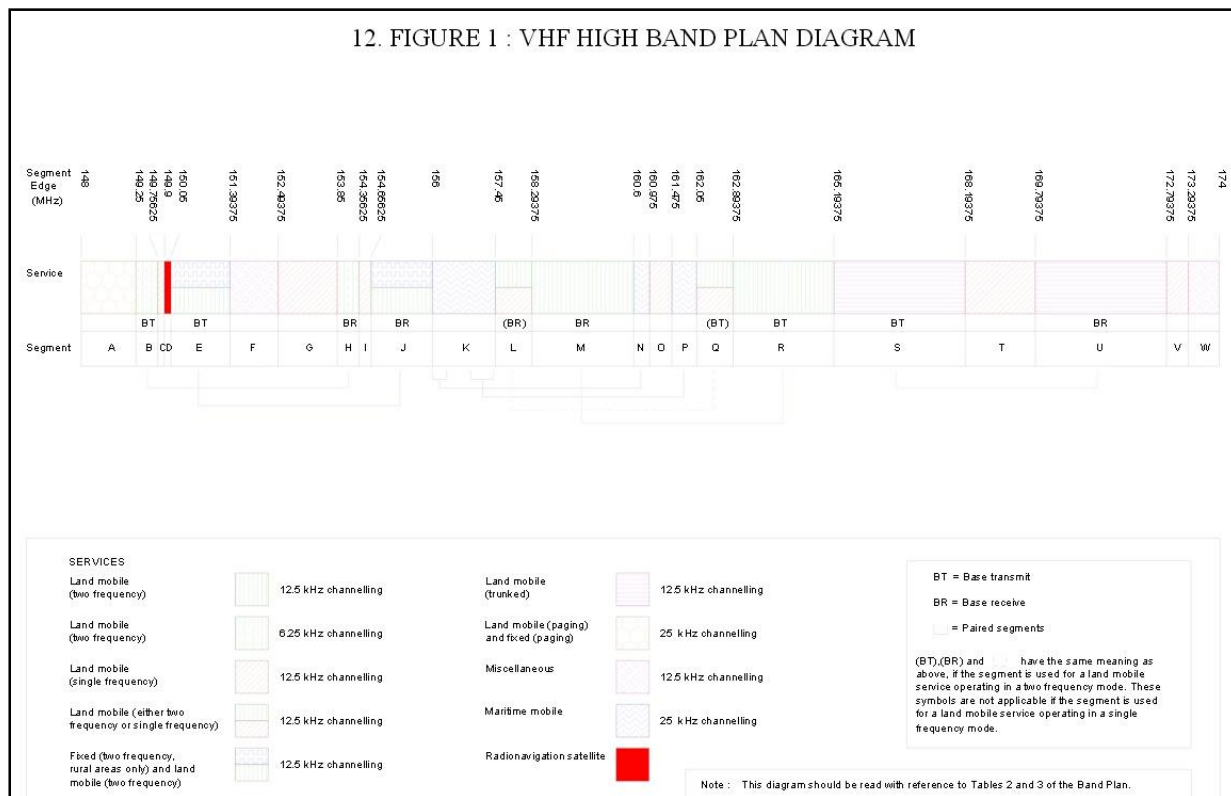 12. FIGURE 1 : VHF HIGH BAND PLAN DIAGRAM
Segment
Edge
(MHz)
148
149.25
149.75625
149.9
150.05
151.39375
152.49375
153.85
154.35625
154.65625
156
157.45
158.29375
160.6
160.975
161.475
162.05
162.89375
165.19375
168.19375
169.79375
172.79375
173.29375
174
Service
BT BT BR BR (BR) BR (BT) BT BT BR
Segment A B C D E F G H I J K L M N O P Q R S T U V W
SERVICES
Land mobile
(two frequency)
12.5 kHz channelling
Land mobile
(two frequency)
6.25 kHz channelling
Land mobile
(single frequency)
12.5 kHz channelling
Land mobile (either two
frequency or single frequency)
12.5 kHz channelling
Fixed (two frequency,
rural areas only) and land
mobile (two frequency)
12.5 kHz channelling
Land mobile
(trunked)
12.5 kHz channelling
Land mobile (paging)
and fixed (paging)
25 kHz channelling
Miscellaneous
12.5 kHz channelling
Maritime mobile
25 kHz channelling
Radionavigation satellite
BT = Base transmit
BR = Base receive
= Paired segments
(BT),(BR) and have the same meaning as
above, if the segment is used for a land mobile
service operating in a two frequency mode. These
symbols are not applicable if the segment is used
for a land mobile service operating in a single
frequency mode.
Note : This diagram should be read with reference to Tables 2 and 3 of the Band Plan.